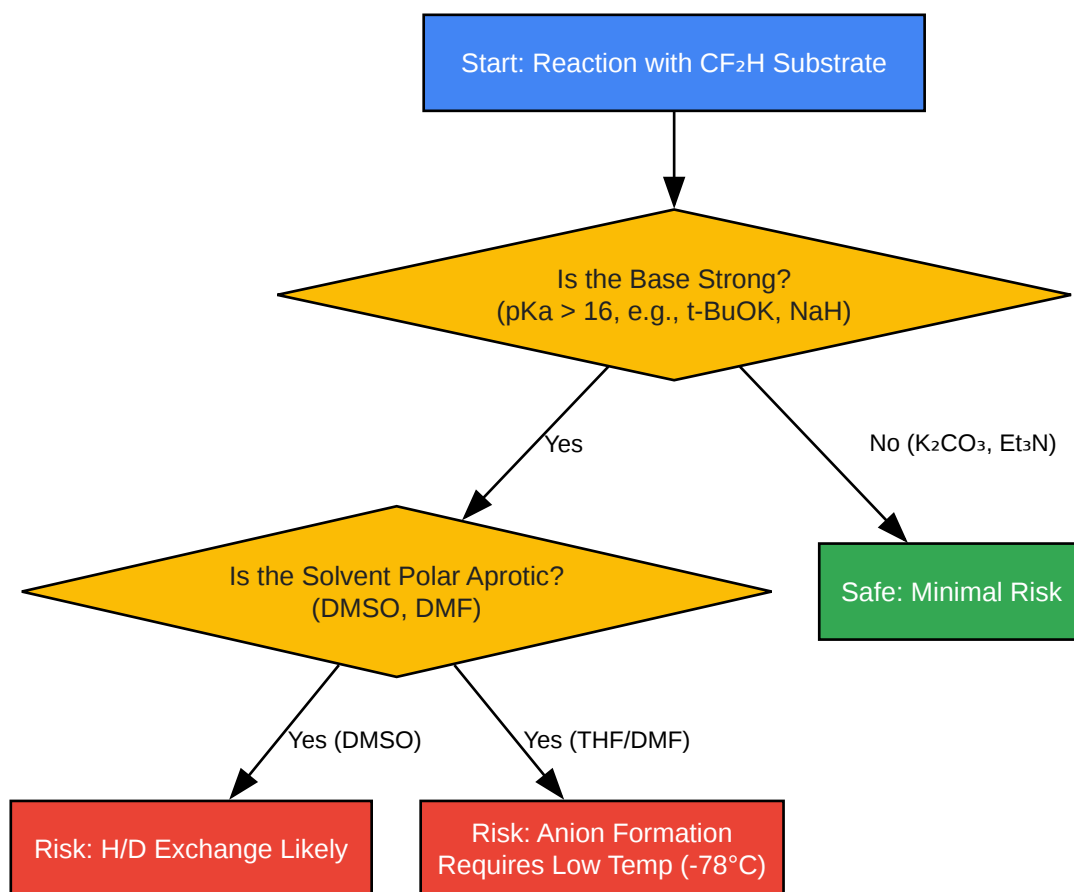 Start: Reaction with CF₂H Substrate
Is the Base Strong?
(pKa > 16, e.g., t-BuOK, NaH)
Yes
No (K₂CO₃, Et₃N)
Is the Solvent Polar Aprotic?
(DMSO, DMF)
Safe: Minimal Risk
Yes (DMSO)
Yes (THF/DMF)
Risk: H/D Exchange Likely
Risk: Anion Formation
Requires Low Temp (-78°C)